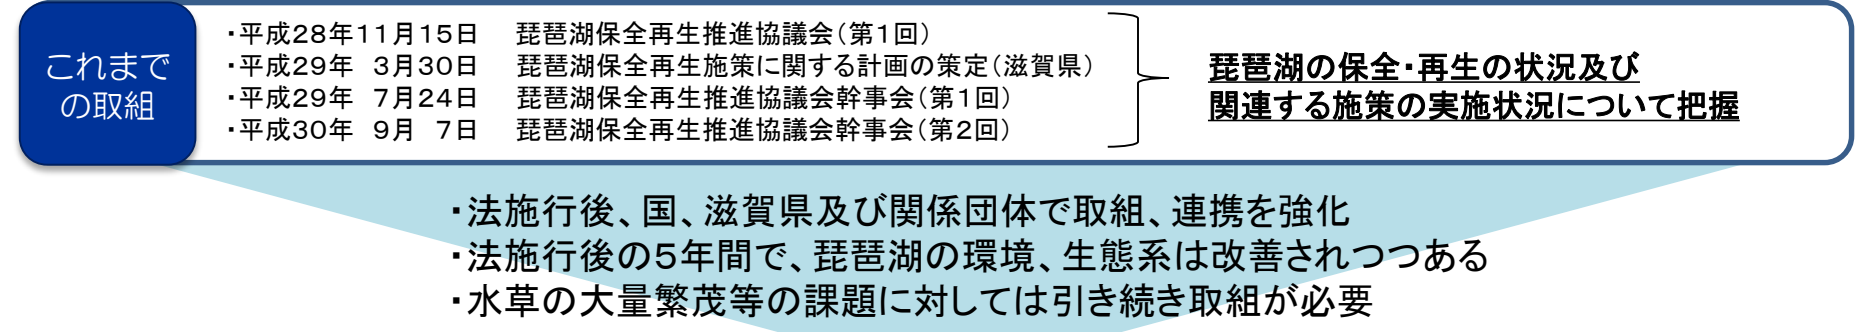 これまで
の取組
・平成28年11月15日　琵琶湖保全再生推進協議会（第1回）
・平成29年　3月30日　琵琶湖保全再生施策に関する計画の策定（滋賀県）
・平成29年　7月24日　琵琶湖保全再生推進協議会幹事会（第1回）
・平成30年　9月　7日　琵琶湖保全再生推進協議会幹事会（第2回）
琵琶湖の保全・再生の状況及び
関連する施策の実施状況について把握
・法施行後、国、滋賀県及び関係団体で取組、連携を強化
・法施行後の5年間で、琵琶湖の環境、生態系は改善されつつある
・水草の大量繁茂等の課題に対しては引き続き取組が必要